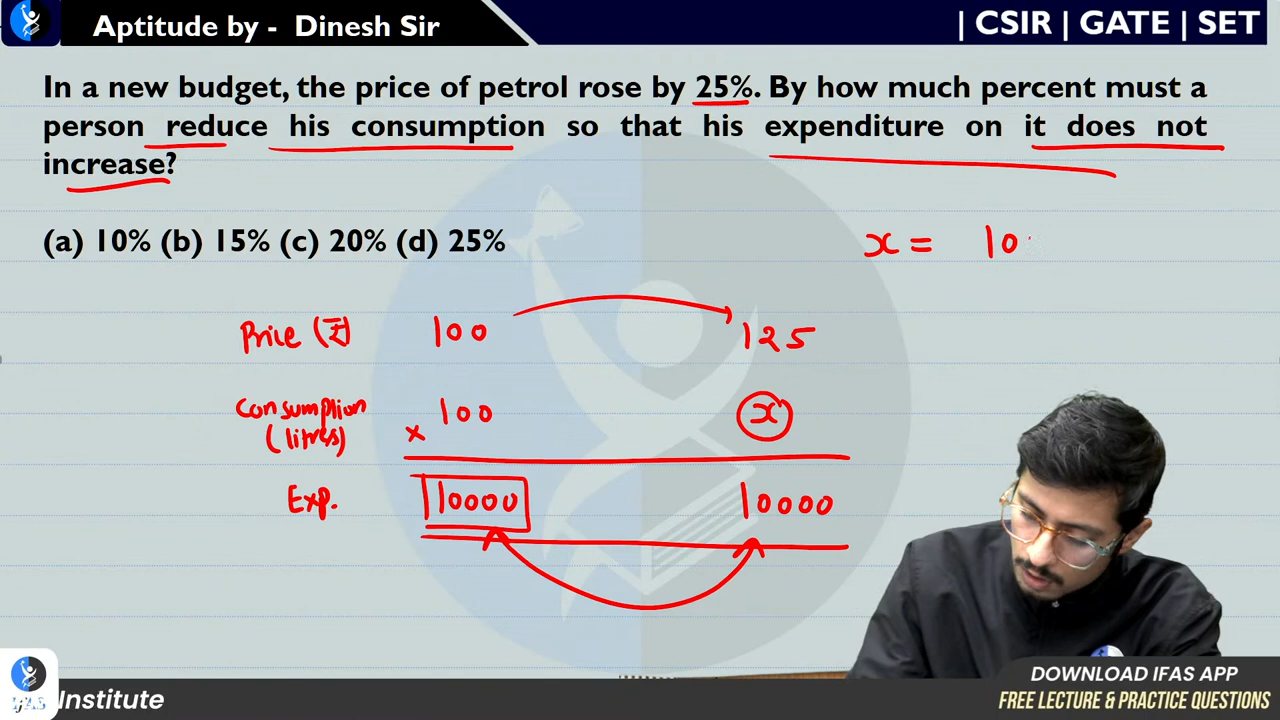 Aptitude by - Dinesh Sir
| CSIR | GATE | SET
In a new budget, the price of petrol rose by 25%. By how much percent must a
person reduce his consumption so that his expenditure on it does not
increase?
(a) 10% (b) 15% (c) 20% (d) 25%
x = 10
Price (₹) 100 125
Consumption × 100 x
(litres)
Exp. 10000 10000
DOWNLOAD IFAS APP
Institute
FREE LECTURE & PRACTICE QUESTIONS